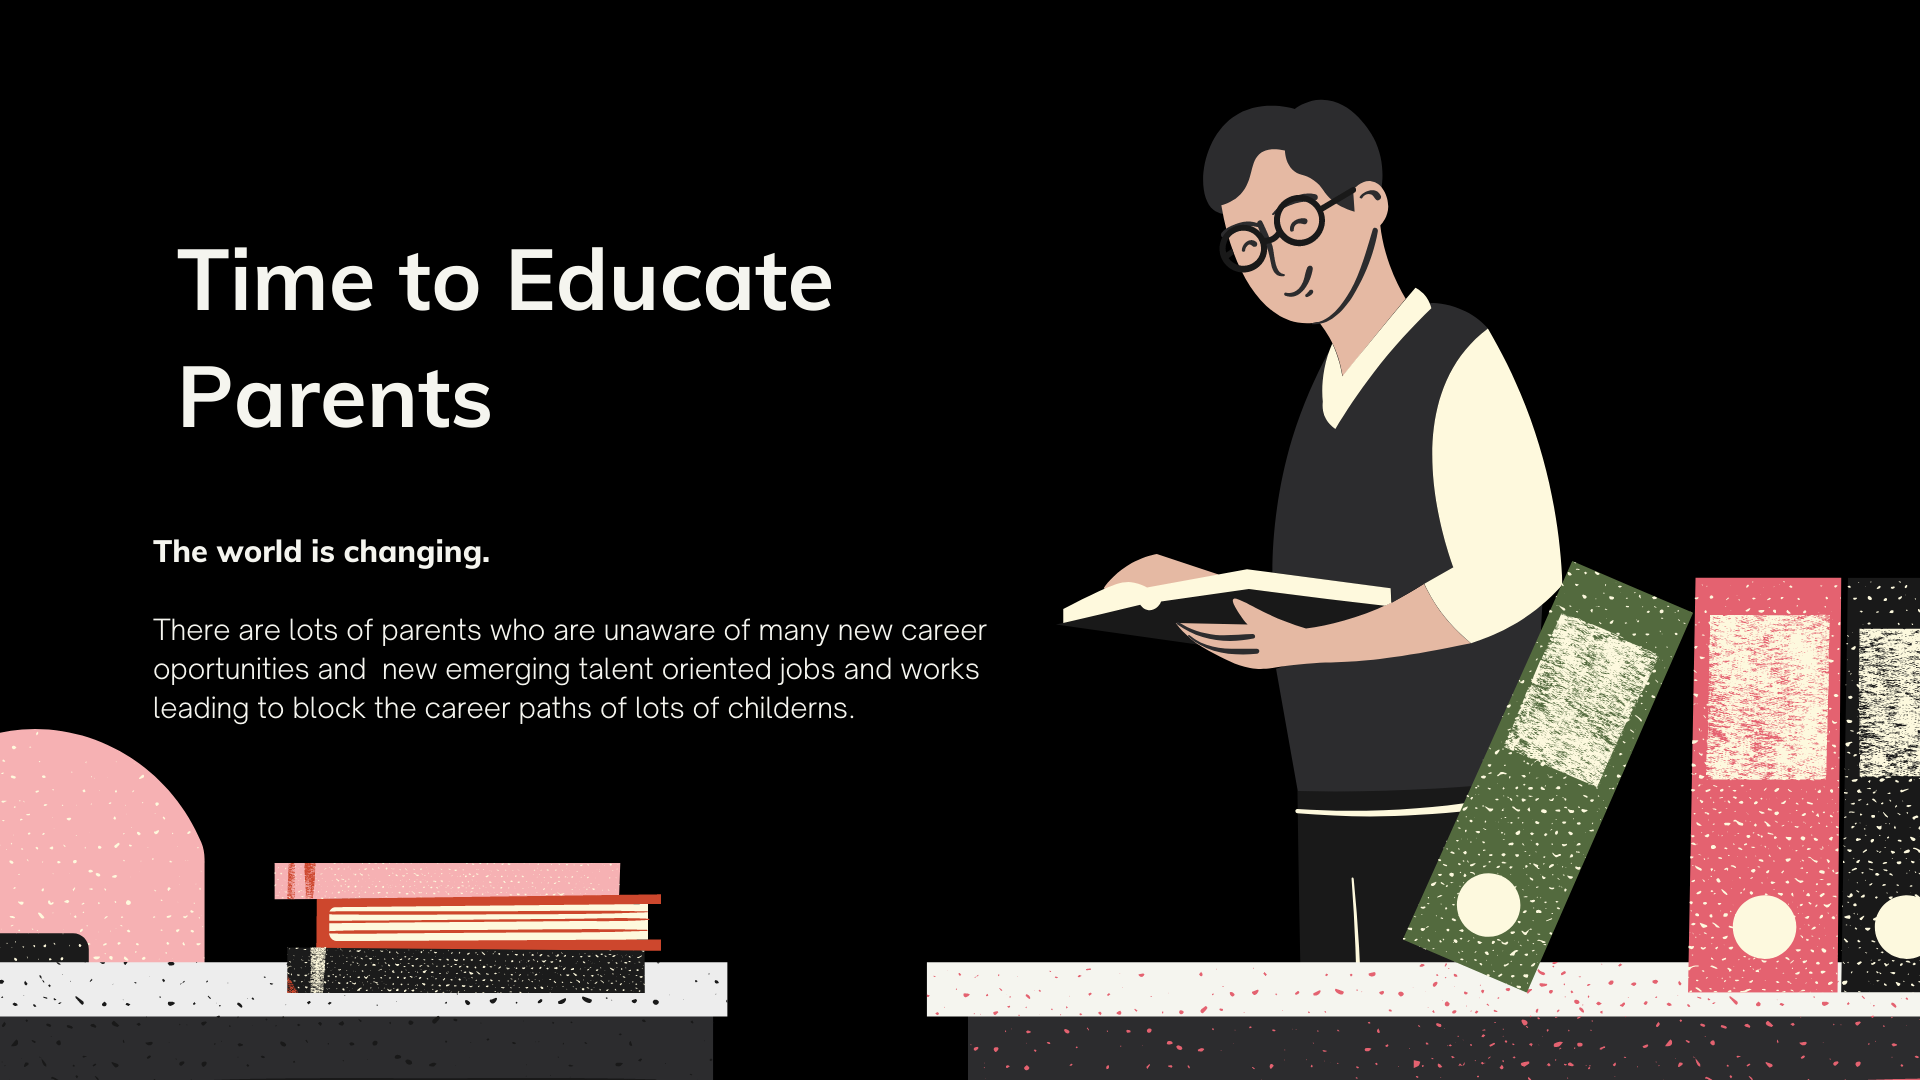 Time to Educate
Parents
The world is changing.
There are lots of parents who are unaware of many new career
oportunities and  new emerging talent oriented jobs and works
leading to block the career paths of lots of childerns.